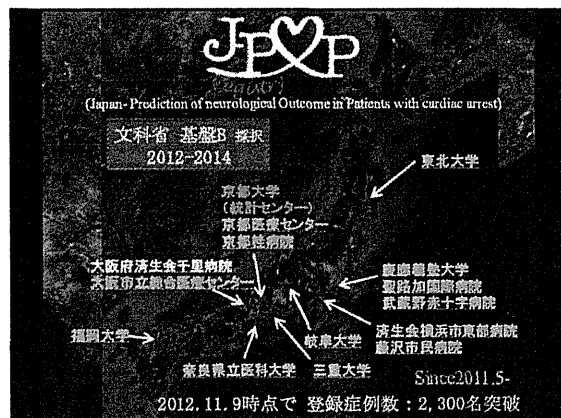 J-POP
(Japan- Prediction of neurological Outcome in Patients with cardiac arrest)
文科省 基盤B 採択
2012-2014
東北大学
京都大学
(統計センター)
京都医療センター
京都桂病院
大阪府済生会千里病院
大阪市立総合医療センター
慶應義塾大学
聖路加国際病院
武蔵野赤十字病院
済生会横浜市東部病院
藤沢市民病院
福岡大学
岐阜大学
奈良県立医科大学
三重大学
Since2011.5-
2012.11.9時点で 登録症例数:2,300名突破